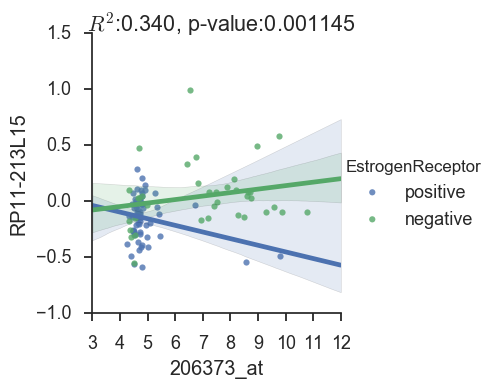 R²:0.340, p-value:0.001145
1.5
1.0
0.5
0.0
−0.5
−1.0
RP11-213L15
3 4 5 6 7 8 9 10 11 12
206373_at
EstrogenReceptor
positive
negative